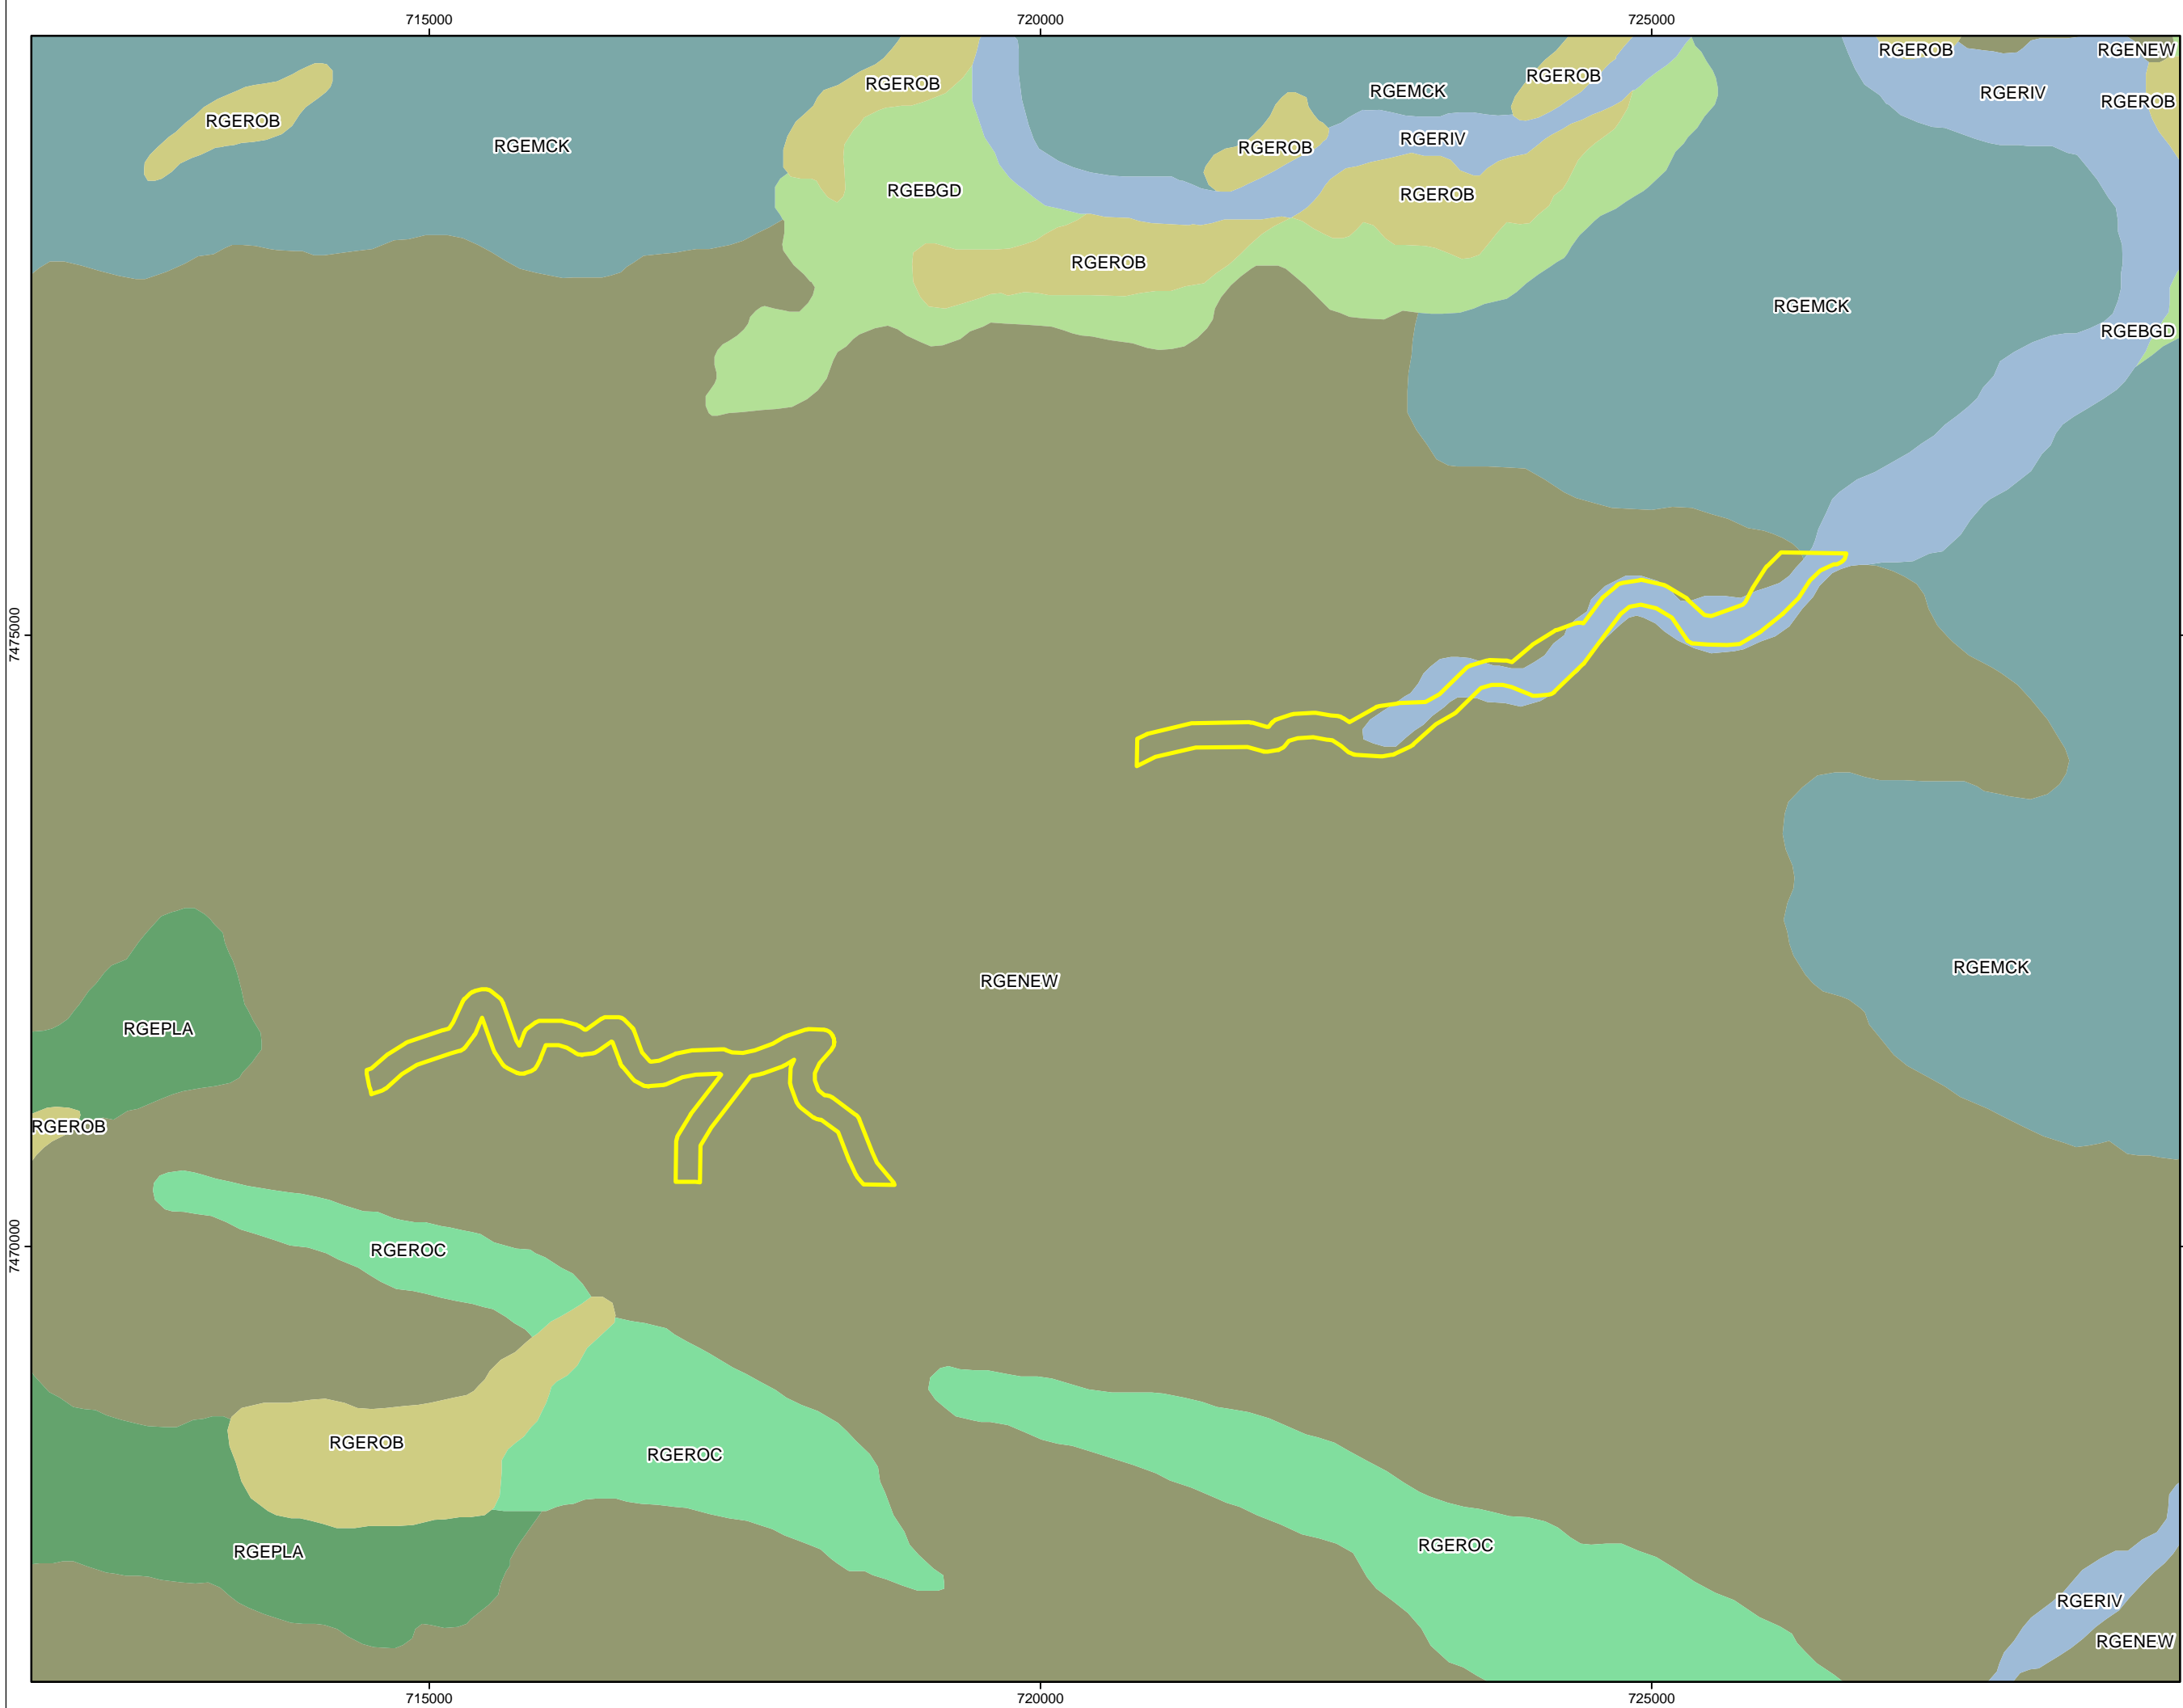 715000 720000 725000
RGEROB RGENEW
RGEROB RGEROB
RGEMCK RGERIV
RGEROB RGEROB
RGERIV
RGEMCK RGEROB
RGEBGD RGEROB
RGEROB
RGEMCK
RGEBGD
7475000
RGEMCK
RGENEW
RGEPLA
RGEROB
7470000
RGEROC
RGEROB
RGEROC
RGEROC
RGEPLA
RGERIV
RGENEW
715000 720000 725000